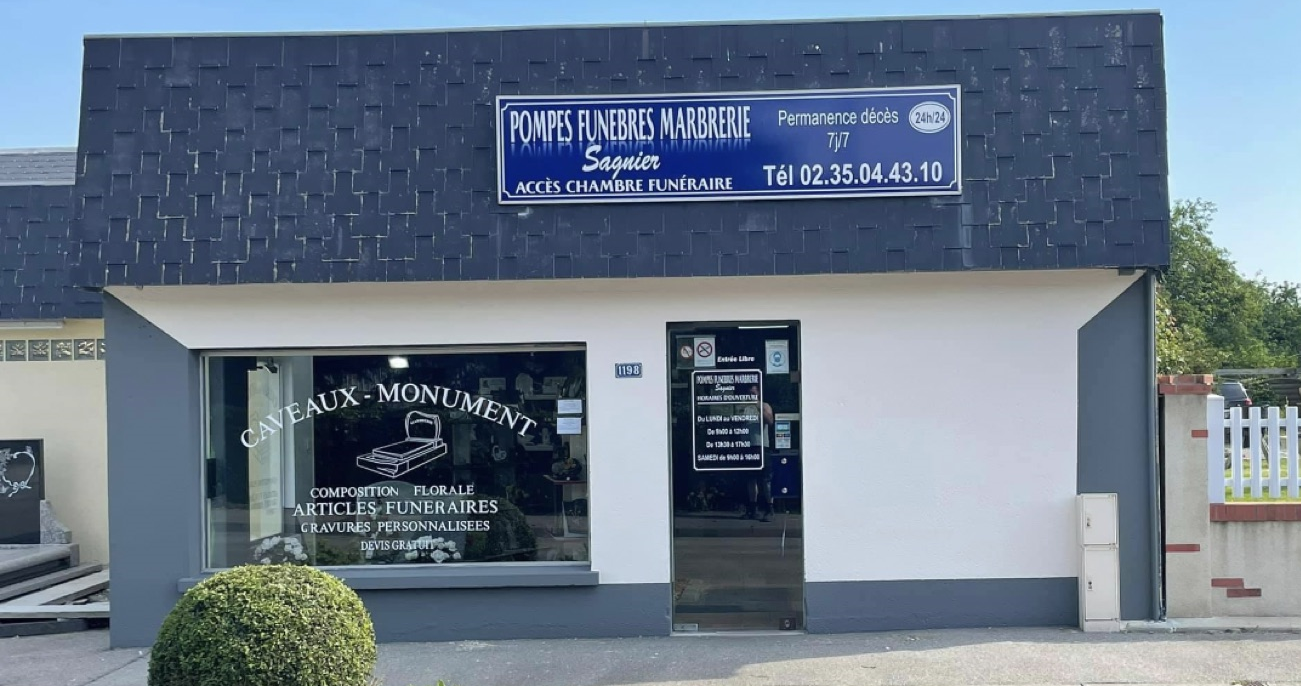 POMPES FUNEBRES MARBRERIE
Sagnier
ACCÈS CHAMBRE FUNÉRAIRE
Permanence décès
7j/7
24h/24
Tél 02.35.04.43.10
CAVEAUX - MONUMENT
COMPOSITION FLORALE
ARTICLES FUNERAIRES
GRAVURES PERSONNALISEES
DEVIS GRATUIT
1198
Entrée Libre
POMPES FUNEBRES MARBRERIE
Sagnier
HORAIRES D'OUVERTURE
Du LUNDI au VENDREDI
De 9h00 à 12h00
De 13h30 à 17h30
SAMEDI de 9h00 à 16h00